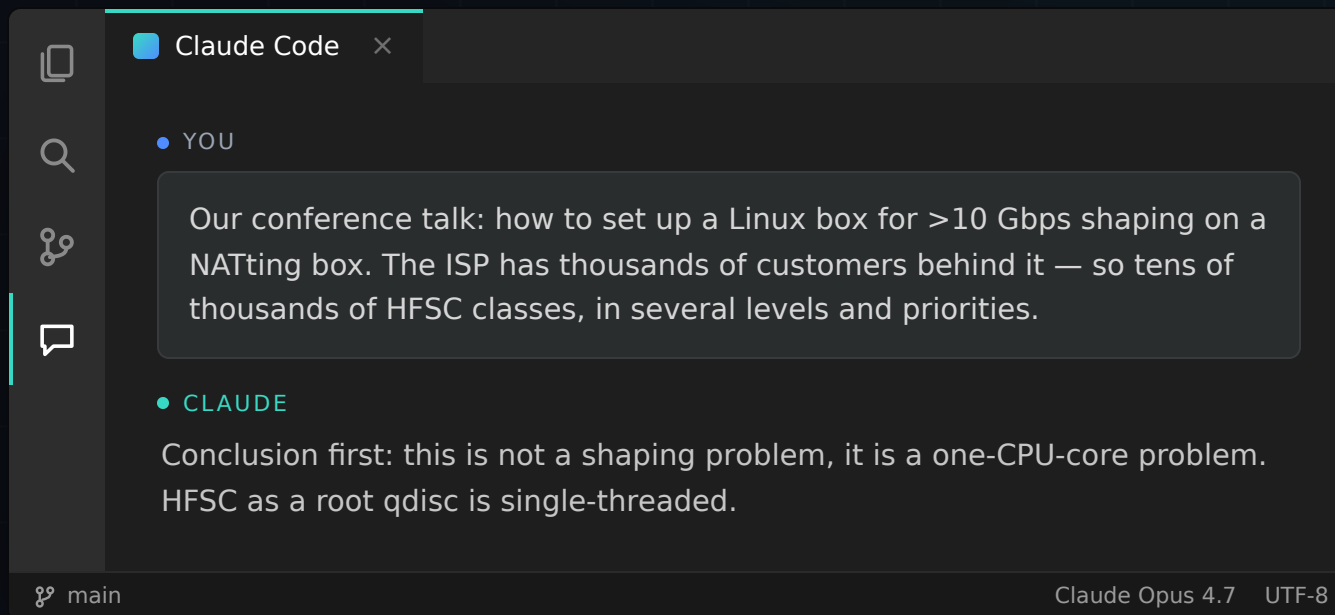 Claude Code
YOU
Our conference talk: how to set up a Linux box for >10 Gbps shaping on a
NATting box. The ISP has thousands of customers behind it — so tens of
thousands of HFSC classes, in several levels and priorities.
CLAUDE
Conclusion first: this is not a shaping problem, it is a one-CPU-core problem.
HFSC as a root qdisc is single-threaded.
main
Claude Opus 4.7
UTF-8